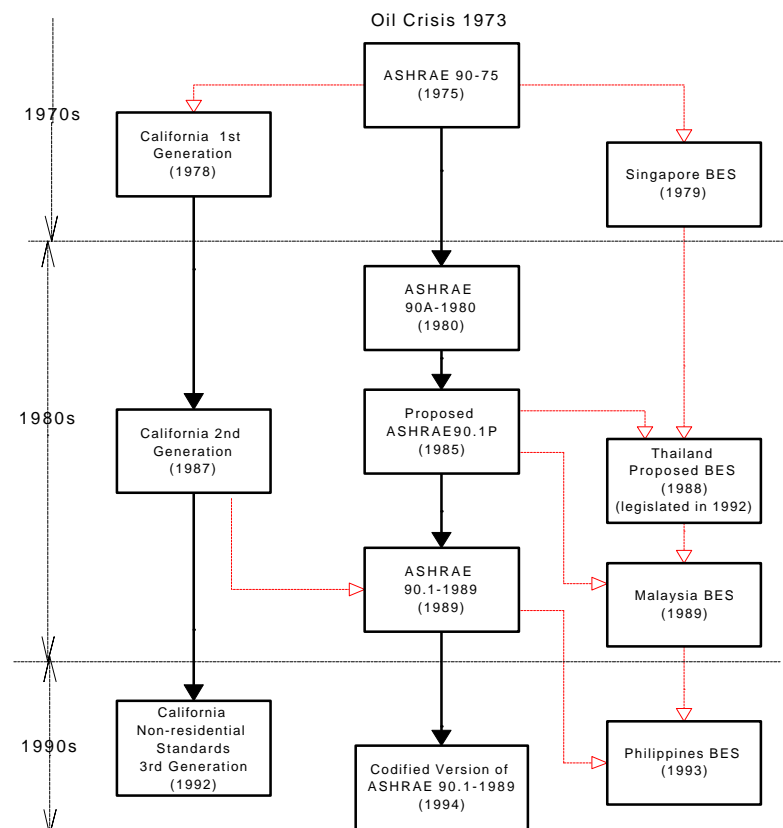 Oil Crisis 1973
ASHRAE 90-75
(1975)
1970s
California 1st
Generation
(1978)
Singapore BES
(1979)
ASHRAE
90A-1980
(1980)
1980s
California 2nd
Generation
(1987)
Proposed
ASHRAE90.1P
(1985)
Thailand
Proposed BES
(1988)
(legislated in 1992)
ASHRAE
90.1-1989
(1989)
Malaysia BES
(1989)
1990s
California
Non-residential
Standards
3rd Generation
(1992)
Codified Version of
ASHRAE 90.1-1989
(1994)
Philippines BES
(1993)